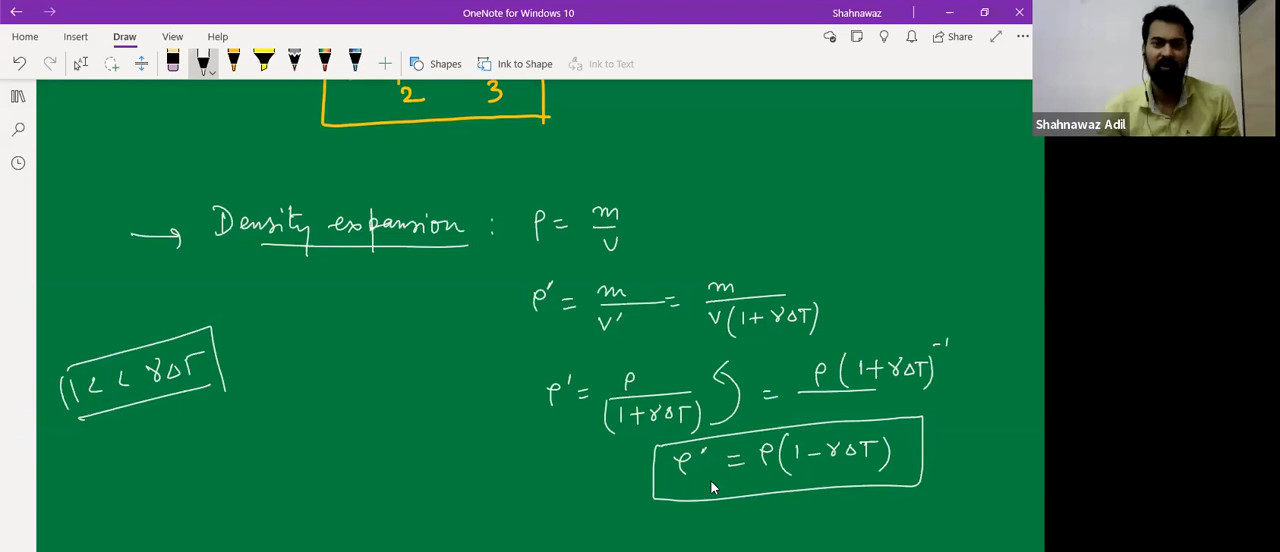 OneNote for Windows 10
Shahnawaz
Home Insert Draw View Help
Share
Shapes Ink to Shape Ink to Text
Shahnawaz Adil
2 3
→ Density expansion : ρ = m/V
ρ' = m/V' = m/V(1+γΔT)
1 < < γΔT
ρ' = ρ/(1+γΔT) = ρ(1+γΔT)⁻¹
ρ' = ρ(1-γΔT)